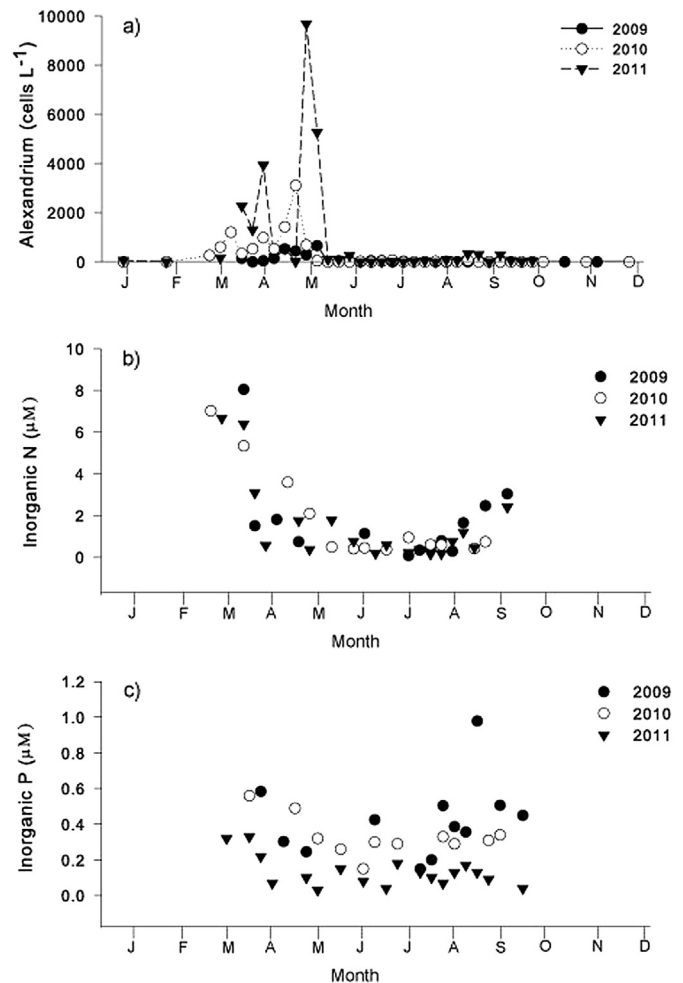 a)
2009
2010
2011
Alexandrium (cells L⁻¹)
10000
8000
6000
4000
2000
0
J F M A M J J A S O N D
Month
b)
2009
2010
2011
Inorganic N (μM)
10
8
6
4
2
0
J F M A M J J A S O N D
Month
c)
2009
2010
2011
Inorganic P (μM)
1.2
1.0
0.8
0.6
0.4
0.2
0.0
J F M A M J J A S O N D
Month